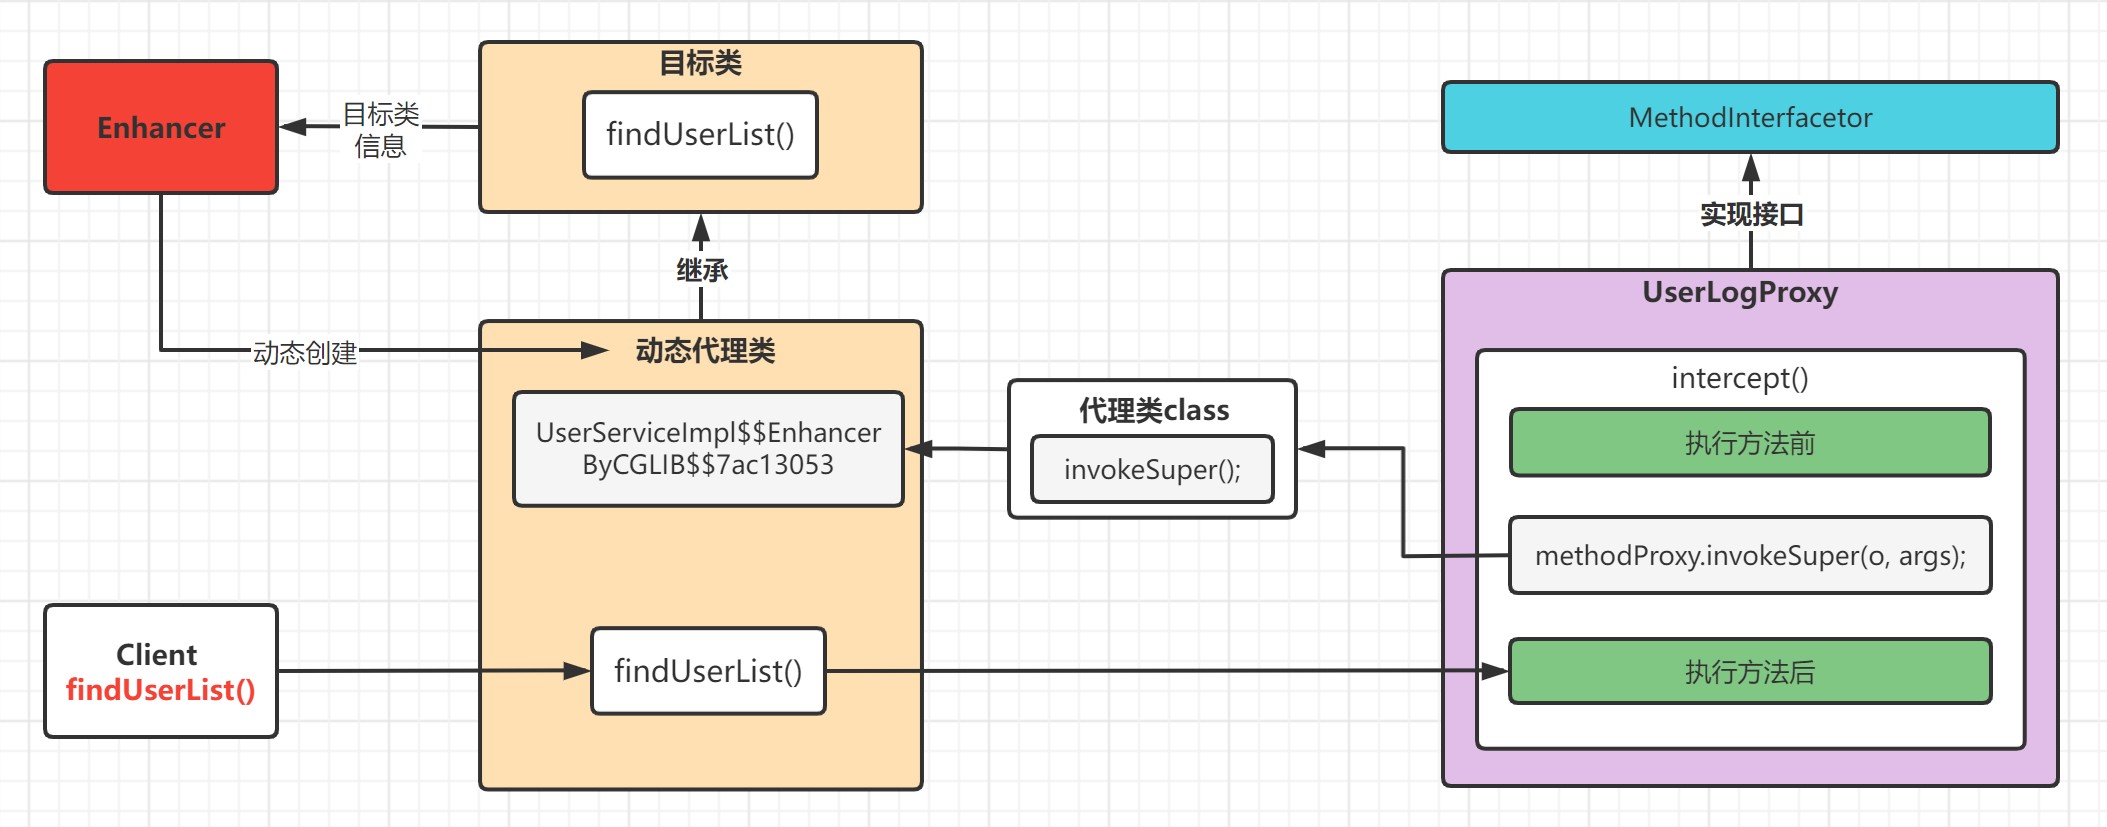 Enhancer
目标类
信息
目标类
findUserList()
继承
动态创建
动态代理类
UserServiceImpl$$Enhancer
ByCGLIB$$7ac13053
Client
findUserList()
findUserList()
代理类class
invokeSuper();
MethodInterfacetor
实现接口
UserLogProxy
intercept()
执行方法前
methodProxy.invokeSuper(o, args);
执行方法后